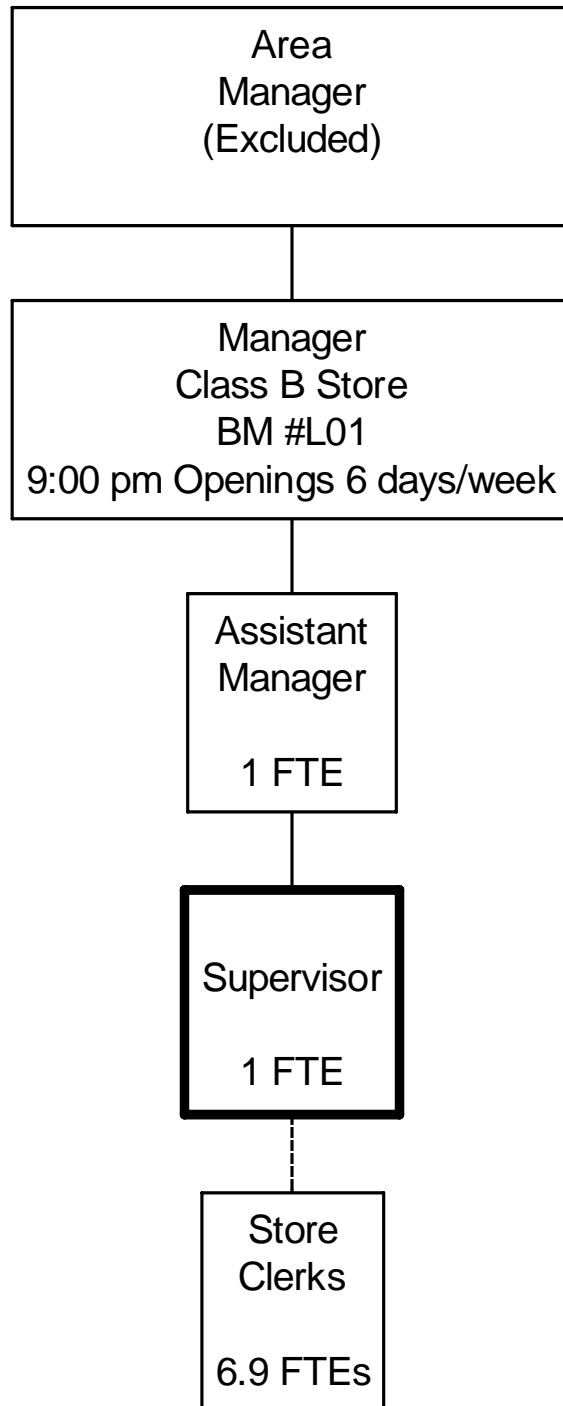 Area
Manager
(Excluded)
Manager
Class B Store
BM #L01
9:00 pm Openings 6 days/week
Assistant
Manager
1 FTE
Supervisor
1 FTE
Store
Clerks
6.9 FTEs